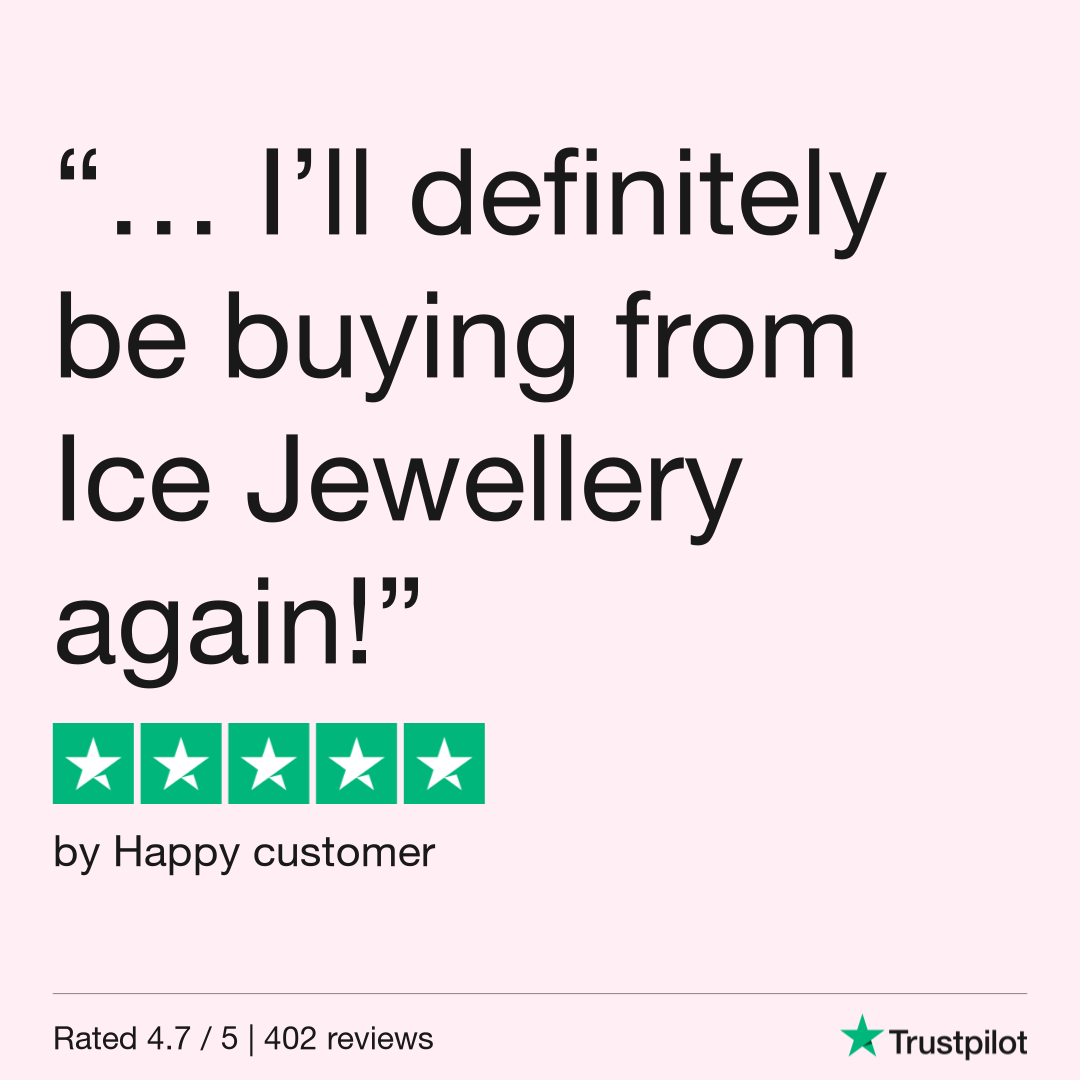 “... I’ll definitely
be buying from
Ice Jewellery
again!”
by Happy customer
Rated 4.7 / 5 | 402 reviews
Trustpilot